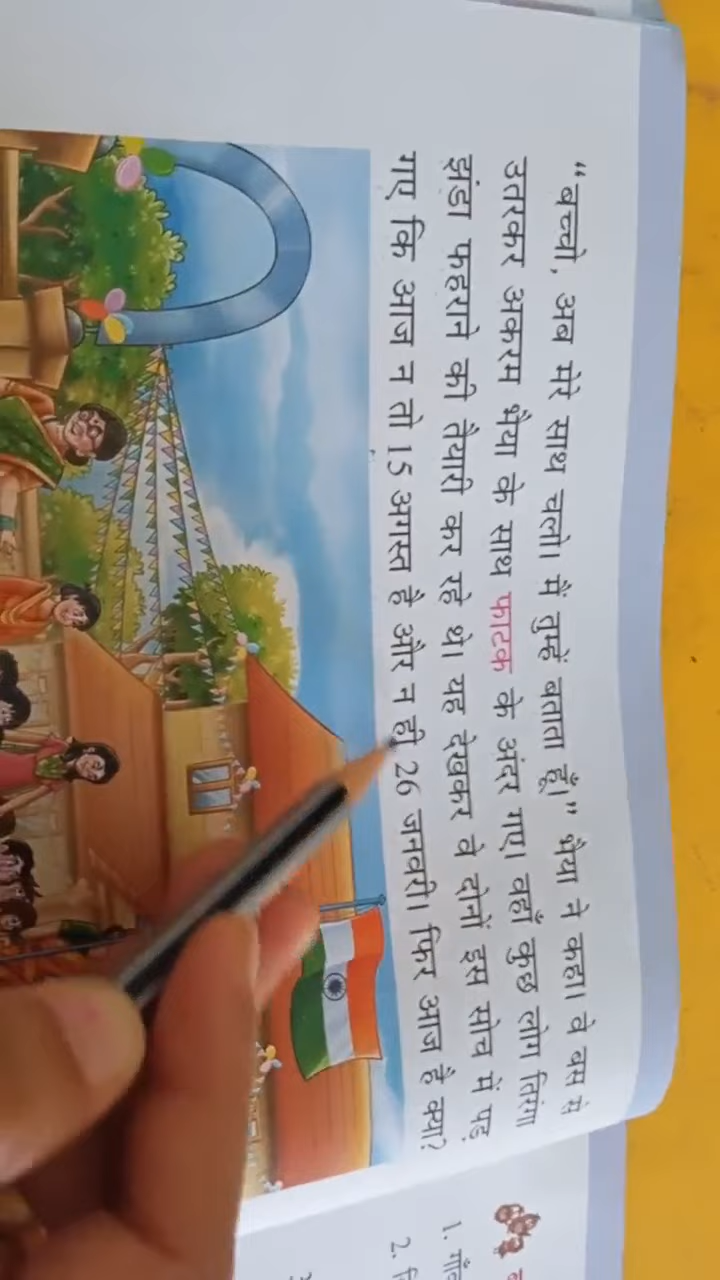 “बच्चो, अब मेरे साथ चलो। मैं तुम्हें बताता हूँ।” भैया ने कहा। वे बस से
उतरकर अकरम भैया के साथ फाटक के अंदर गए। वहाँ कुछ लोग तिरंगा
झंडा फहराने की तैयारी कर रहे थे। यह देखकर वे दोनों इस सोच में पड़
गए कि आज न तो 15 अगस्त है और न ही 26 जनवरी। फिर आज है क्या?
1.
2.